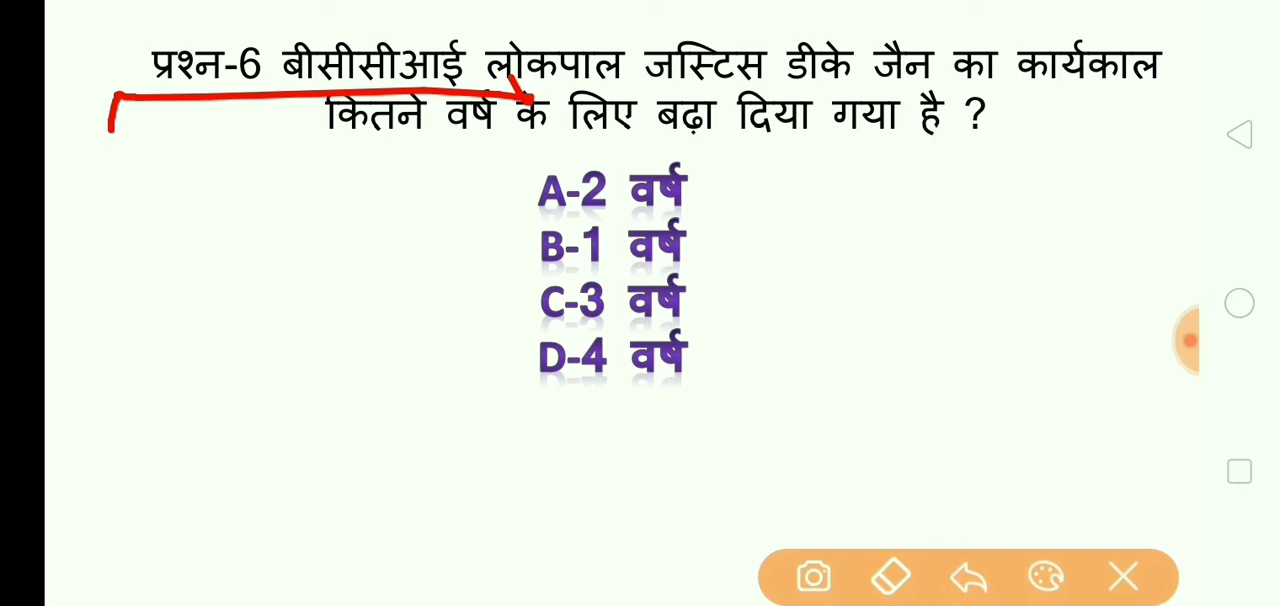 प्रश्न-6 बीसीसीआई लोकपाल जस्टिस डीके जैन का कार्यकाल
कितने वर्ष के लिए बढ़ा दिया गया है ?
A-2 वर्ष
B-1 वर्ष
C-3 वर्ष
D-4 वर्ष